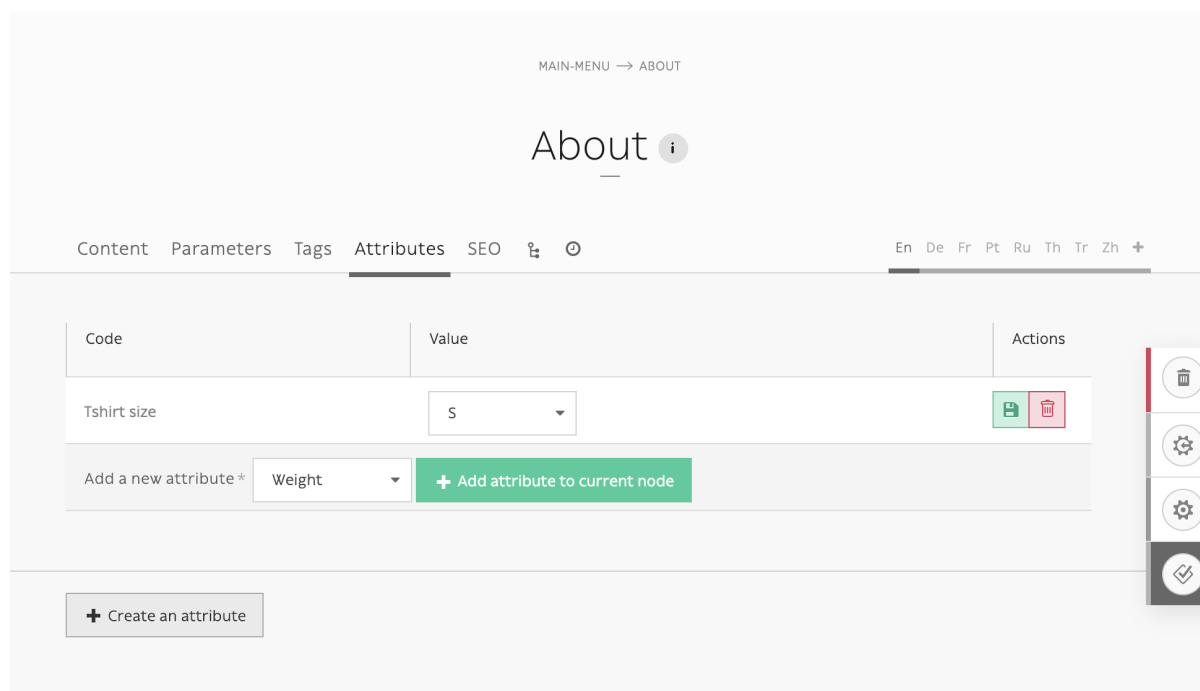 MAIN-MENU → ABOUT
About i
Content Parameters Tags Attributes SEO
En De Fr Pt Ru Th Tr Zh +
Code Value Actions
Tshirt size S
Add a new attribute * Weight + Add attribute to current node
+ Create an attribute